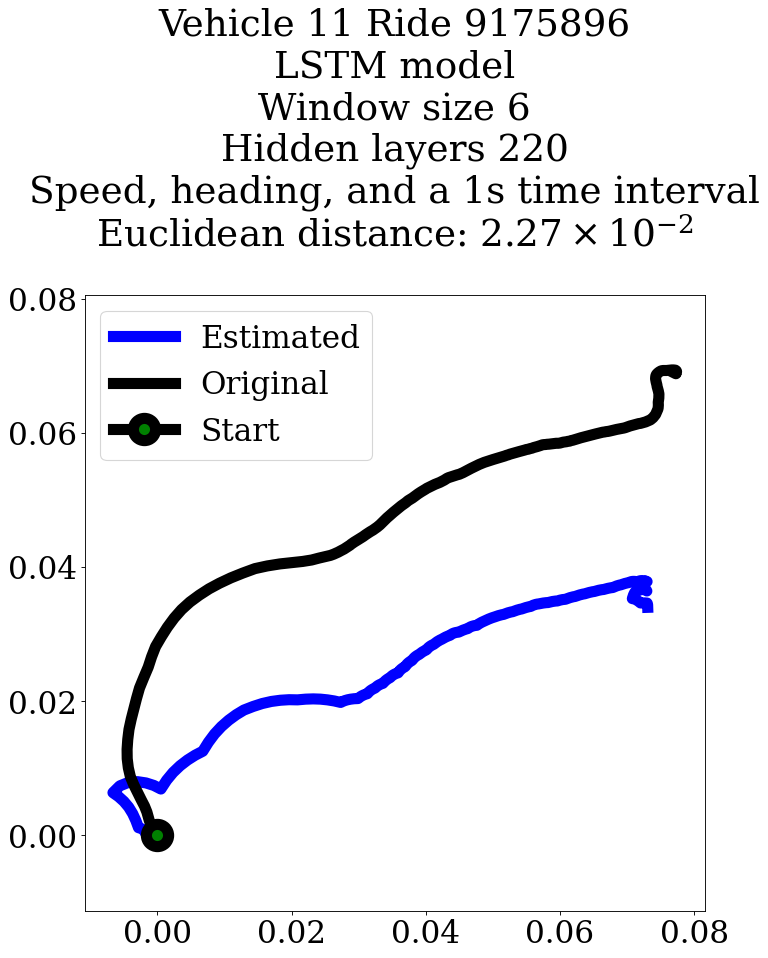 Vehicle 11 Ride 9175896
LSTM model
Window size 6
Hidden layers 220
Speed, heading, and a 1s time interval
Euclidean distance: 2.27 × 10⁻²
0.08
0.06
0.04
0.02
0.00
Estimated
Original
Start
0.00 0.02 0.04 0.06 0.08